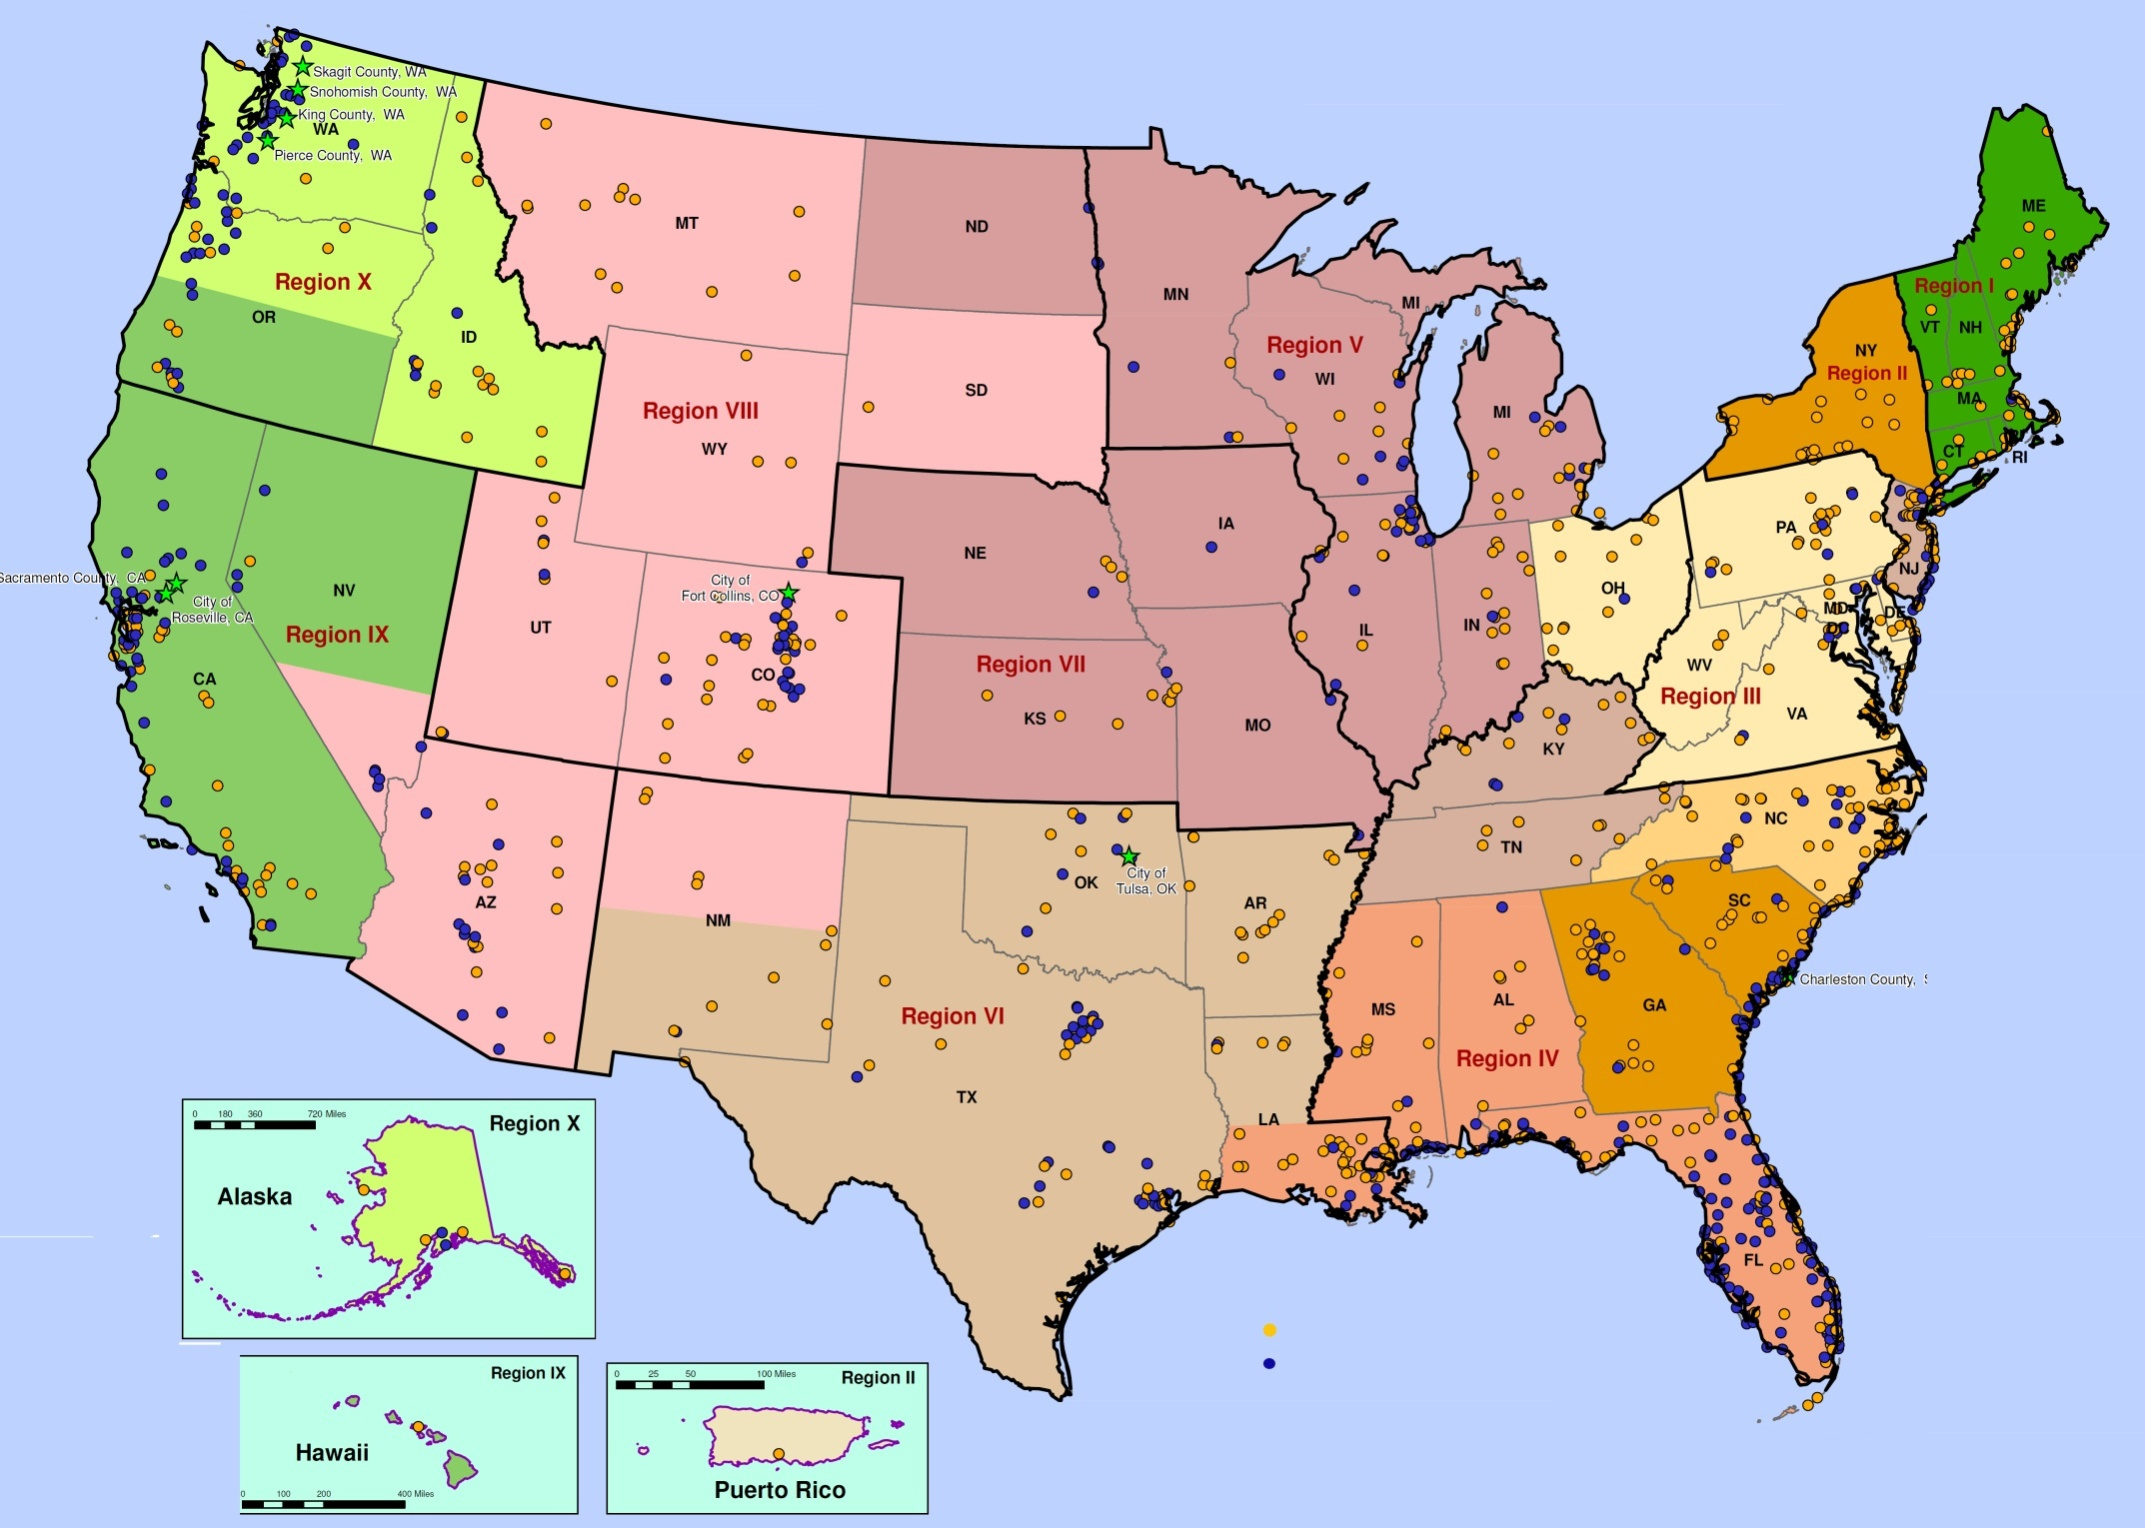 Skagit County, WA
Snohomish County, WA
King County, WA
WA
Pierce County, WA
MT
ND
MN
ME
Region X
OR
ID
MI
Region V
WI
MI
Region I
VT
NH
NY
Region II
MA
CT
RI
SD
Region VIII
WY
IA
NE
PA
NJ
Sacramento County, CA
City of
Roseville, CA
NV
Region IX
City of
Fort Collins, CO
UT
CO
OH
MD
DE
DC
IL
IN
WV
Region III
VA
CA
Region VII
KS
MO
KY
NC
TN
City of
Tulsa, OK
OK
AR
AZ
NM
SC
Charleston County, S
Region VI
MS
AL
GA
Region IV
TX
LA
FL
0 180 360 720 Miles
Region X
Alaska
Region IX
Hawaii
0 100 200 400 Miles
0 25 50 100 Miles
Region II
Puerto Rico